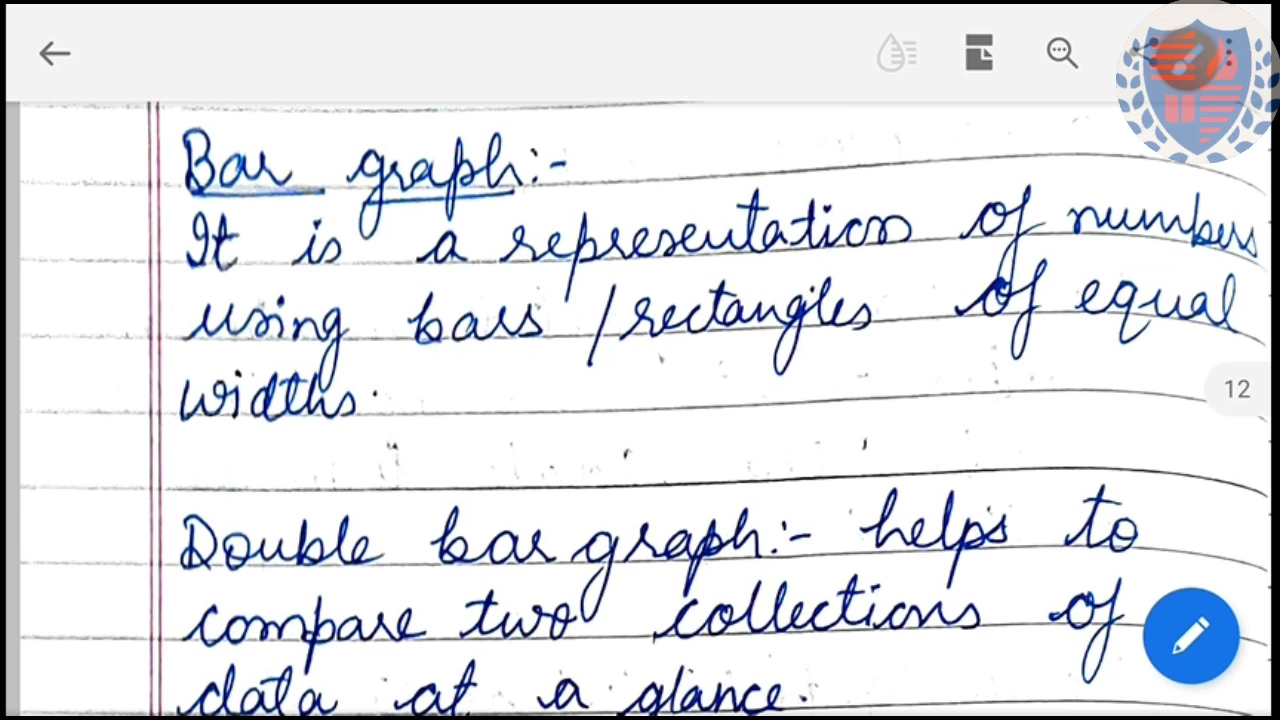 Bar graph:-
It is a representation of numbers
using bars / rectangles of equal
widths.
12
Double bar graph:- helps to
compare two collections of
data at a glance.